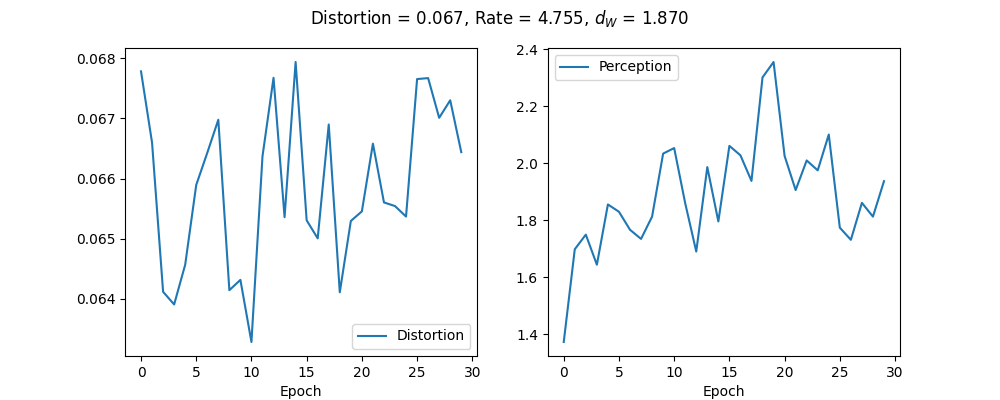 Distortion = 0.067, Rate = 4.755, d_W = 1.870
0.068
0.067
0.066
0.065
0.064
0 5 10 15 20 25 30
Epoch
Distortion
2.4
2.2
2.0
1.8
1.6
1.4
0 5 10 15 20 25 30
Epoch
Perception